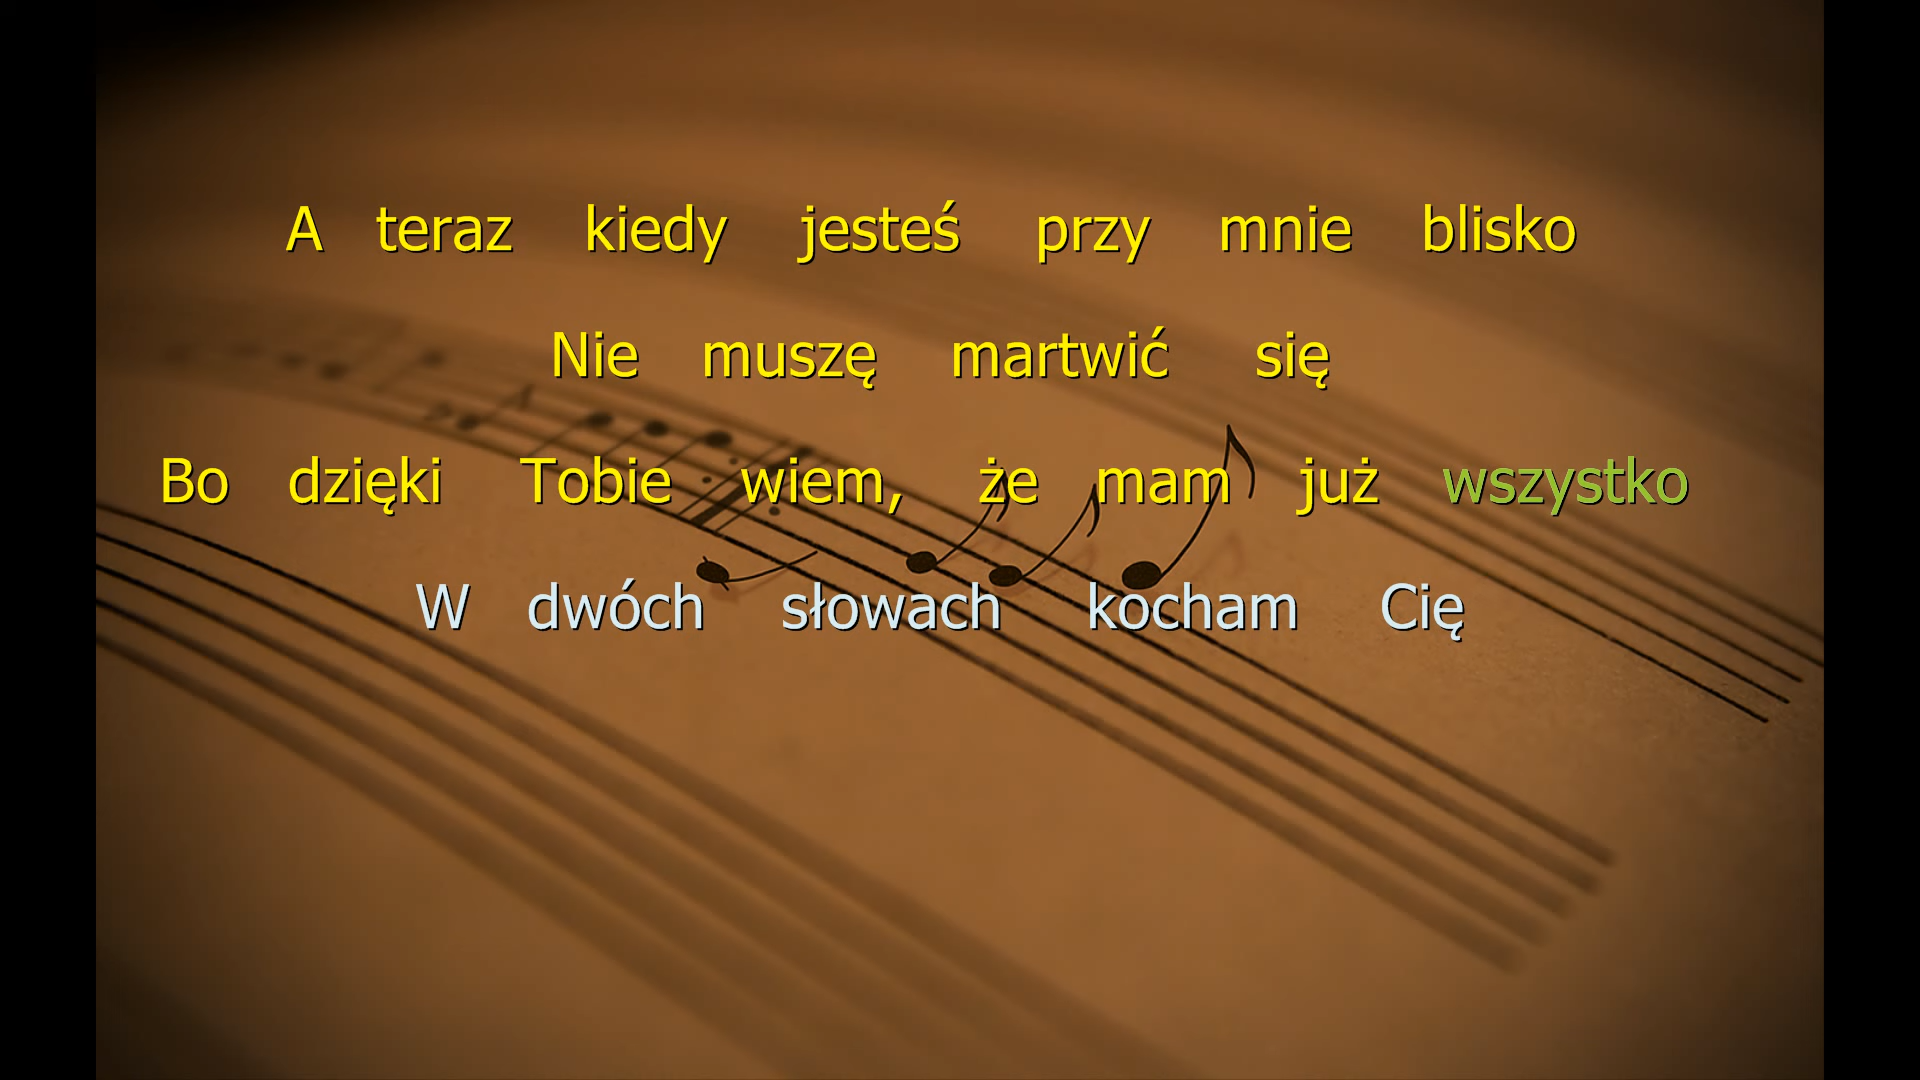 A teraz kiedy jesteś przy mnie blisko
Nie muszę martwić się
Bo dzięki Tobie wiem, że mam już wszystko
W dwóch słowach kocham Cię